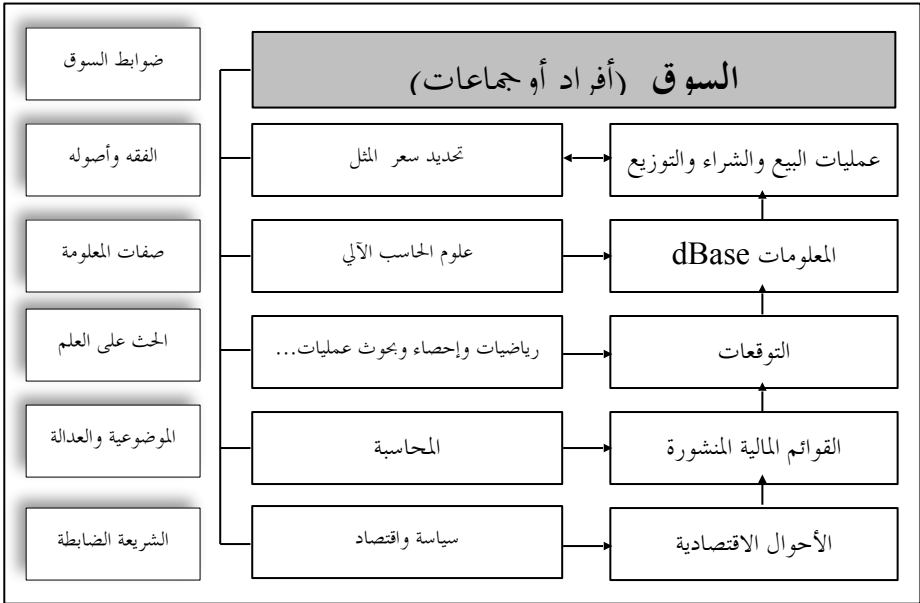 السوق (أفراد أو جماعات)
ضوابط السوق
عمليات البيع والشراء والتوزيع
تحديد سعر المثل
الفقه وأصوله
المعلومات dBase
علوم الحاسب الآلي
صفات المعلومة
التوقعات
رياضيات وإحصاء وبحوث عمليات...
الحث على العلم
القوائم المالية المنشورة
المحاسبة
الموضوعية والعدالة
الأحوال الاقتصادية
سياسة واقتصاد
الشريعة الضابطة